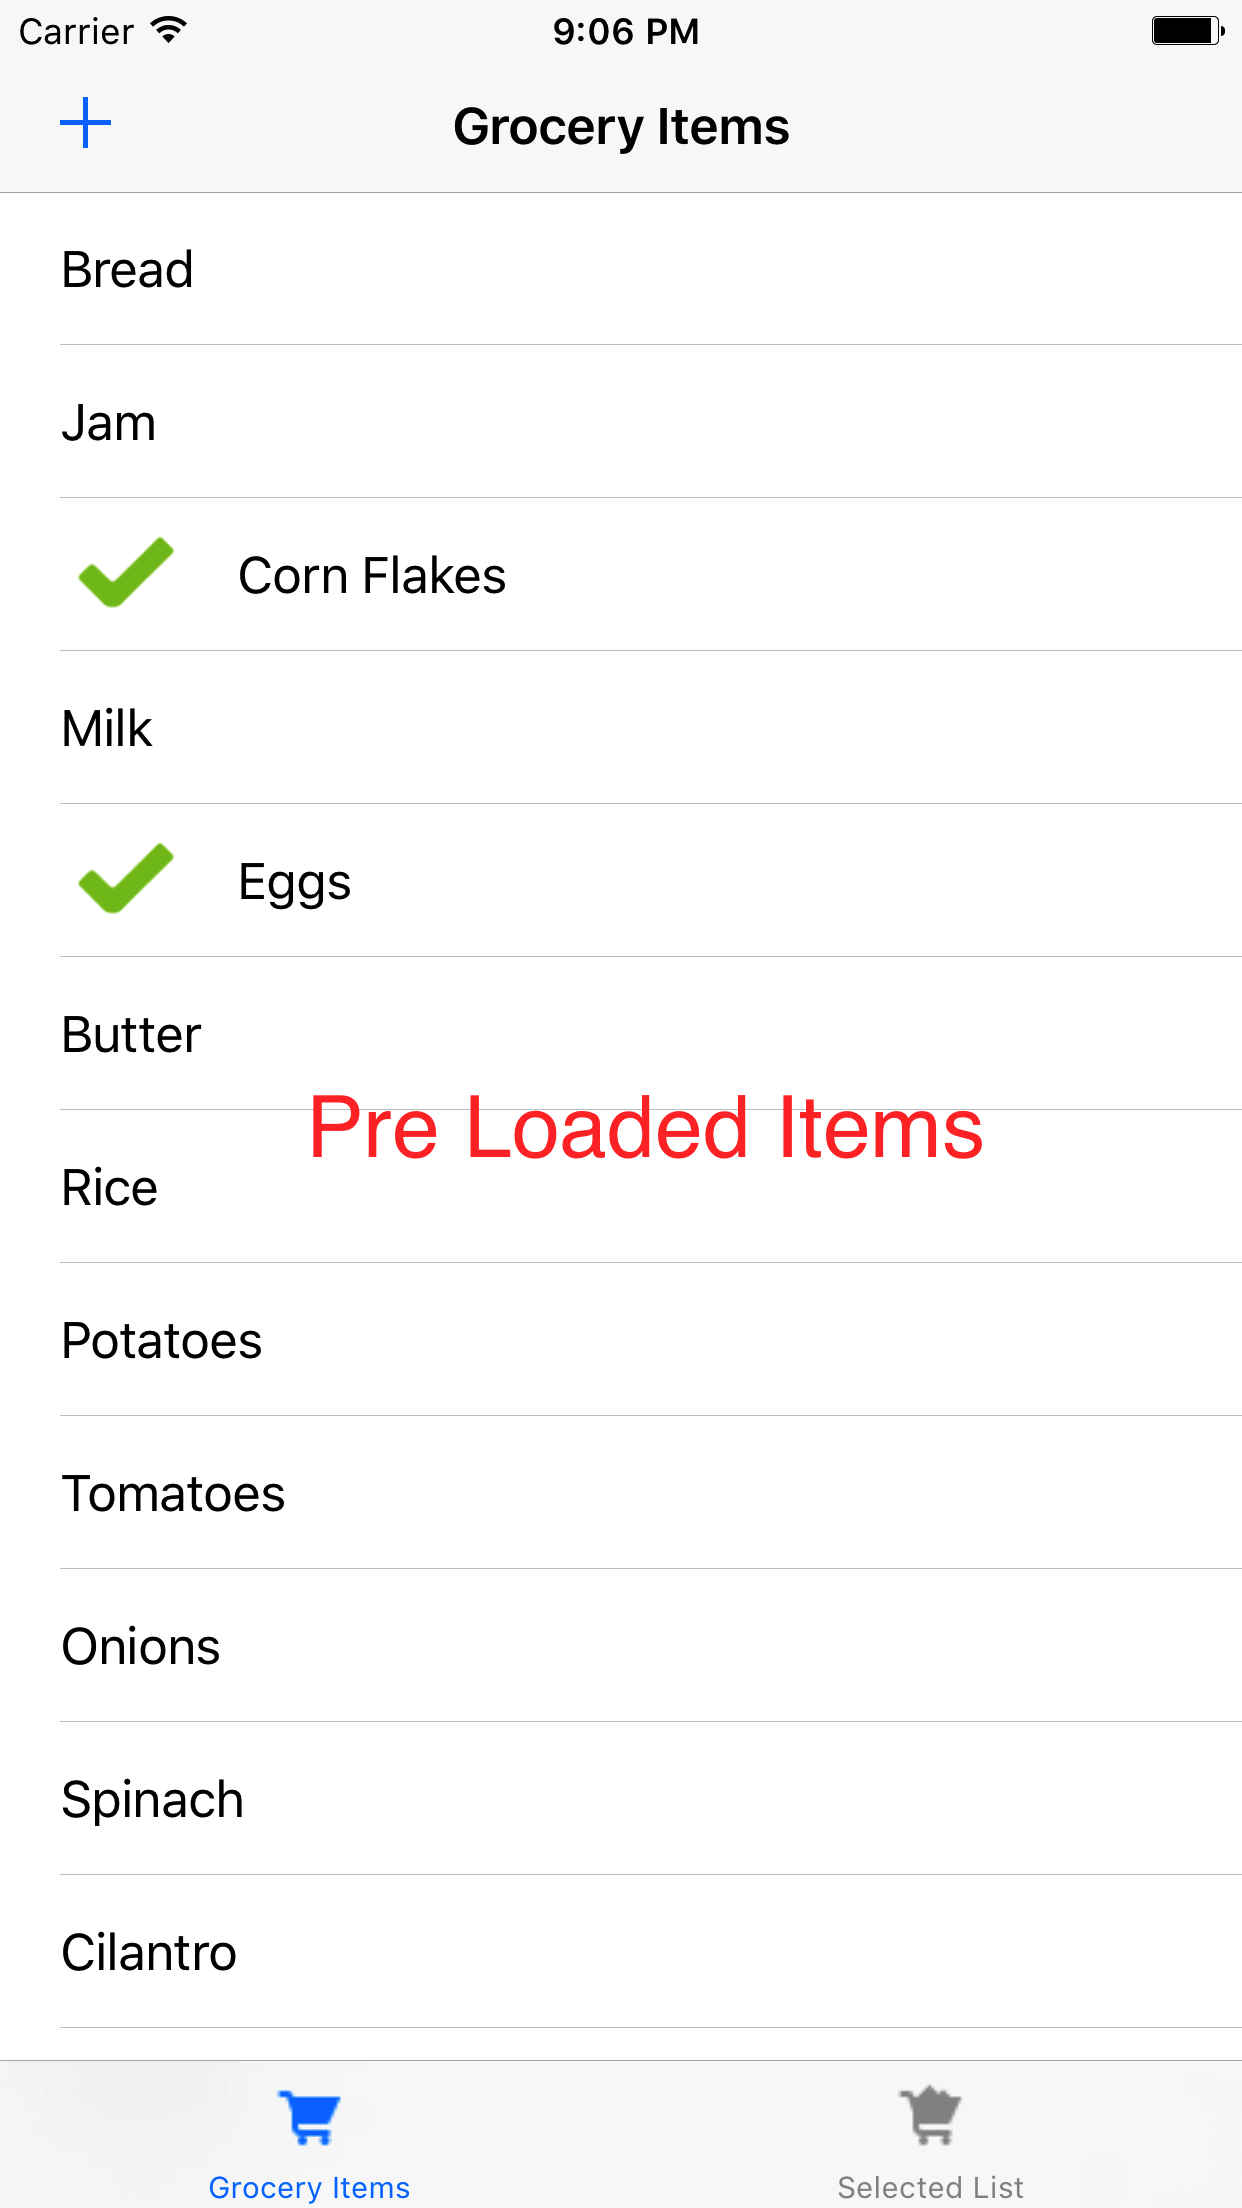 Carrier 9:06 PM
Grocery Items
Bread
Jam
Corn Flakes
Milk
Eggs
Butter
Pre Loaded Items
Rice
Potatoes
Tomatoes
Onions
Spinach
Cilantro
Grocery Items Selected List